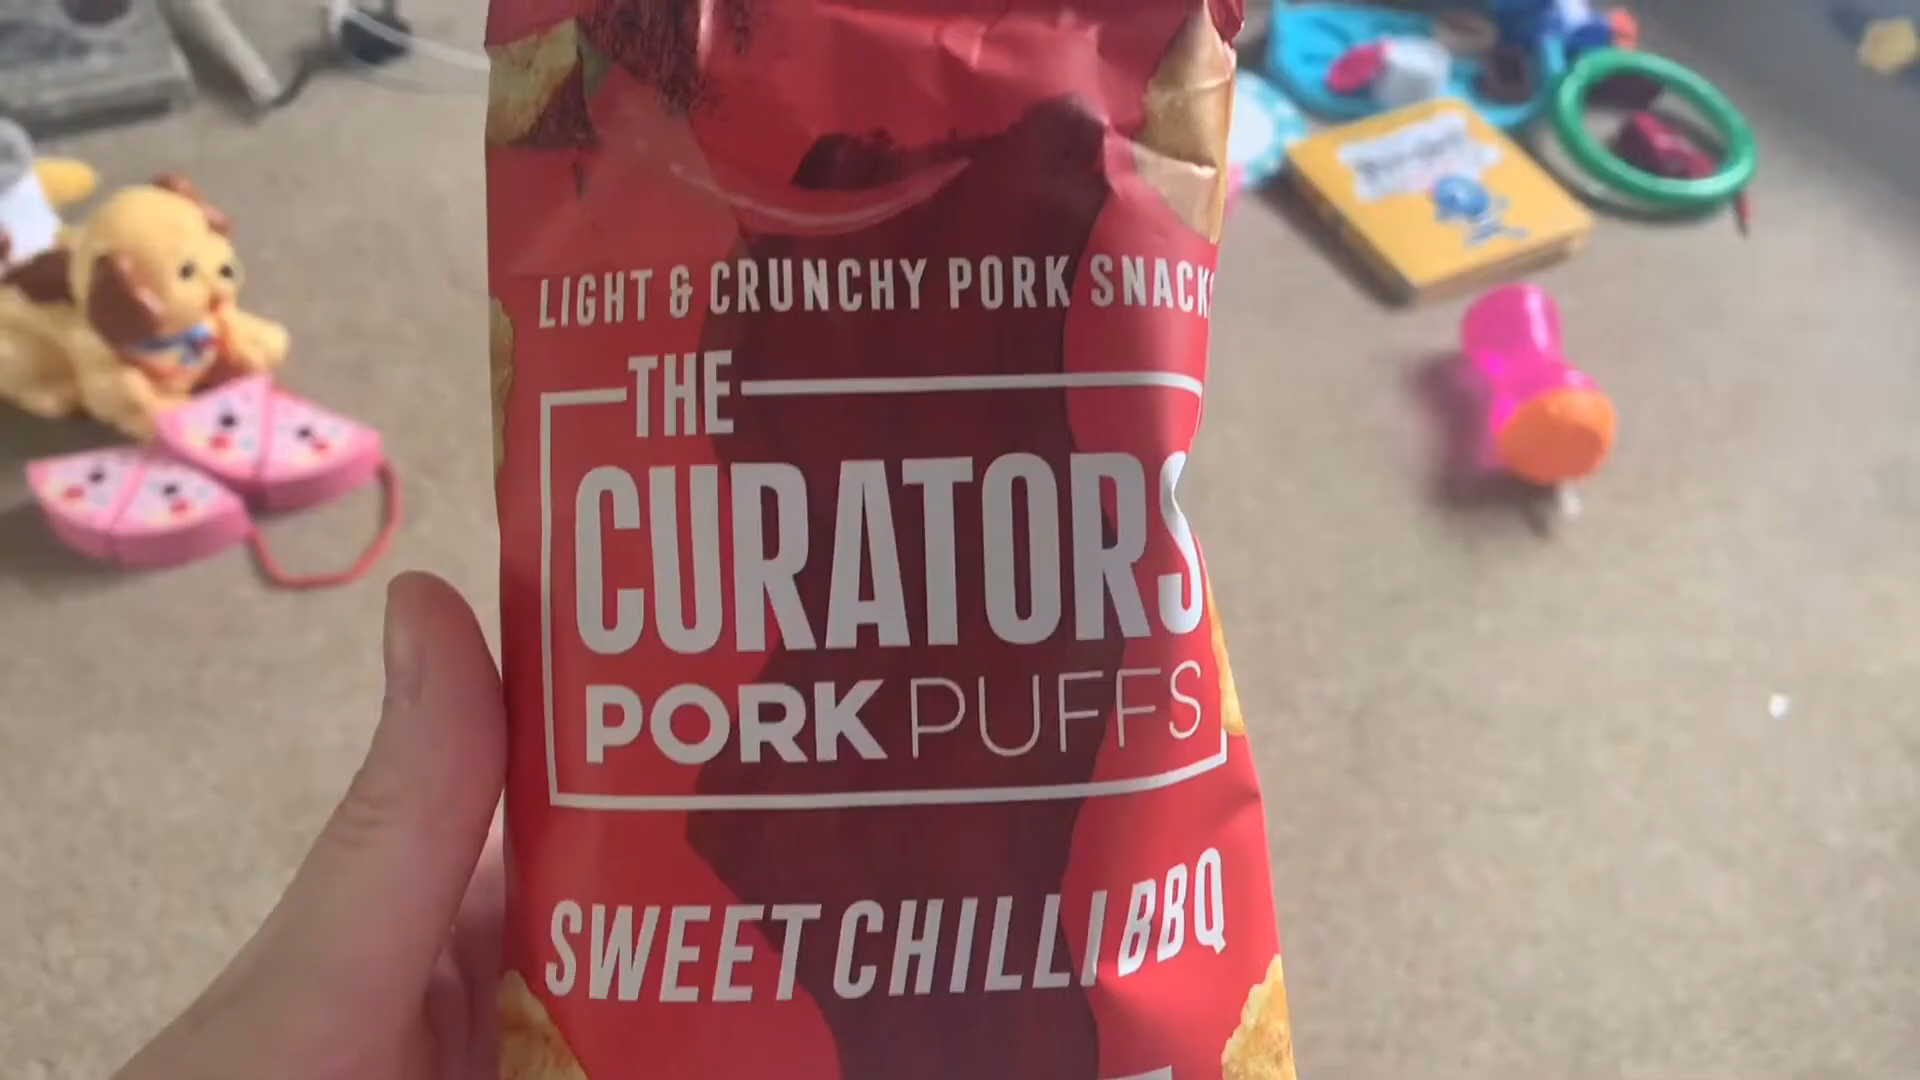 LIGHT & CRUNCHY PORK SNACKS
THE
CURATORS
PORK PUFFS
SWEET CHILLI BBQ